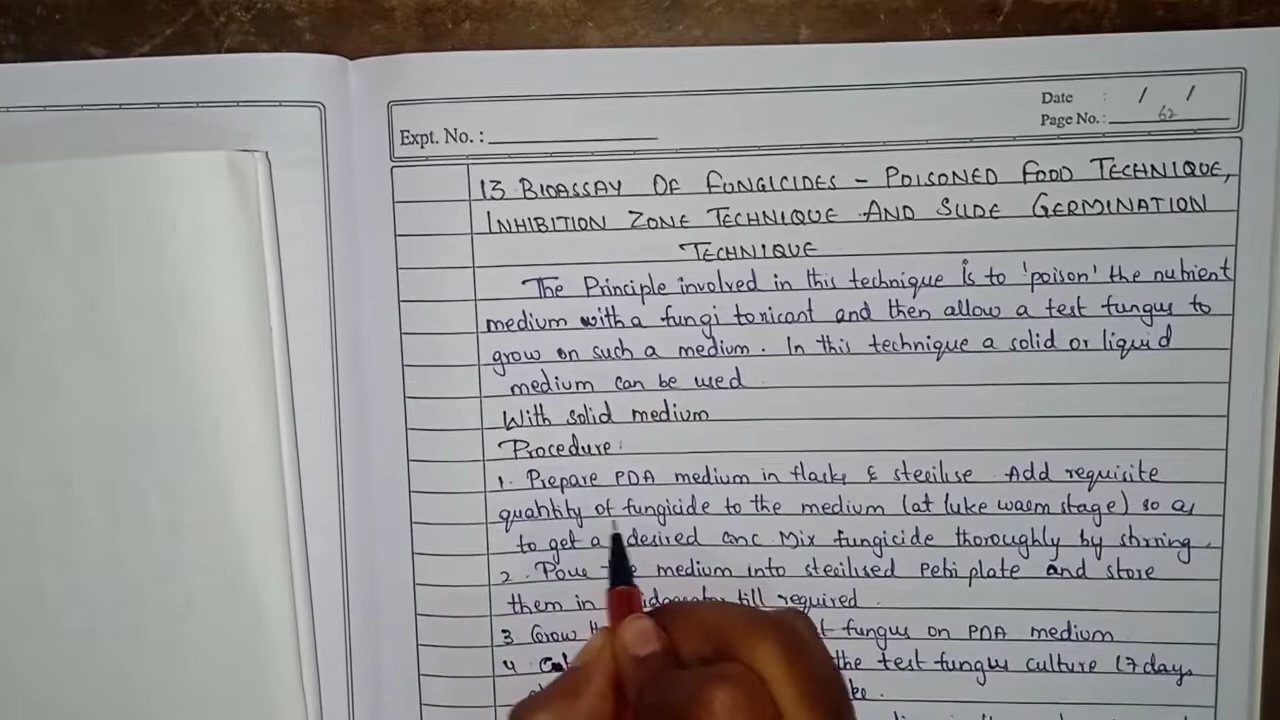 Date : / /
Page No.: 62
Expt. No. :
13. BIOASSAY OF FUNGICIDES - POISONED FOOD TECHNIQUE,
INHIBITION ZONE TECHNIQUE AND SLIDE GERMINATION
TECHNIQUE
The Principle involved in this technique is to 'poison' the nutrient
medium with a fungi toxicant and then allow a test fungus to
grow on such a medium. In this technique a solid or liquid
medium can be used
With solid medium
Procedure:
1. Prepare PDA medium in flasks & sterilise. Add requisite
quantity of fungicide to the medium (at luke warm stage) so as
to get a desired conc Mix fungicide thoroughly by stirring.
2. Pour the medium into sterilised petri plate and store
them in till required.
3 Grow fungus on PDA medium
4 the test fungus culture (7 days